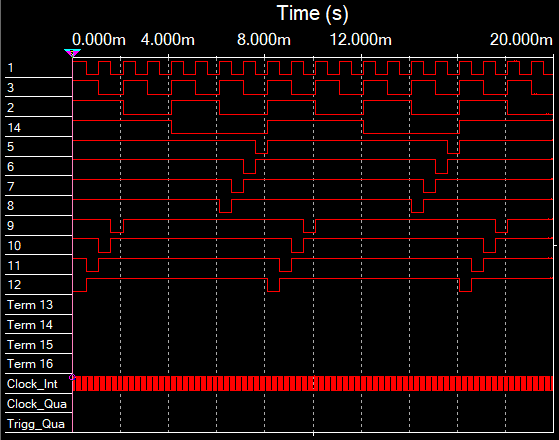 Time (s)
0.000m 4.000m 8.000m 12.000m 20.000m
1
3
2
14
5
6
7
8
9
10
11
12
Term 13
Term 14
Term 15
Term 16
Clock_Int
Clock_Qua
Trigg_Qua